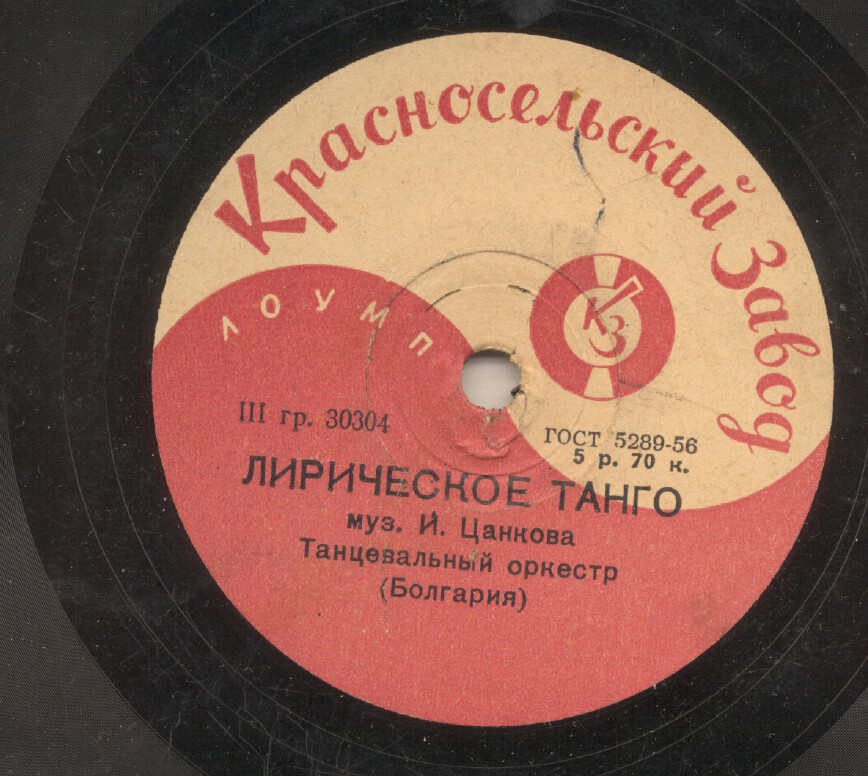 Красносельский Завод
ЛОУМП
КЗ
III гр. 30304
ГОСТ 5289-56
5 р. 70 к.
ЛИРИЧЕСКОЕ ТАНГО
муз. Й. Цанкова
Танцевальный оркестр
(Болгария)